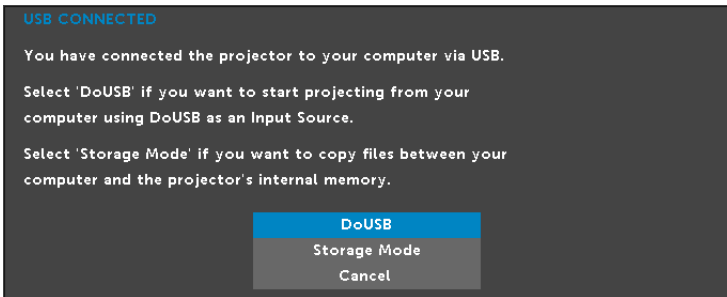 USB CONNECTED
You have connected the projector to your computer via USB.
Select 'DoUSB' if you want to start projecting from your
computer using DoUSB as an Input Source.
Select 'Storage Mode' if you want to copy files between your
computer and the projector's internal memory.
DoUSB
Storage Mode
Cancel